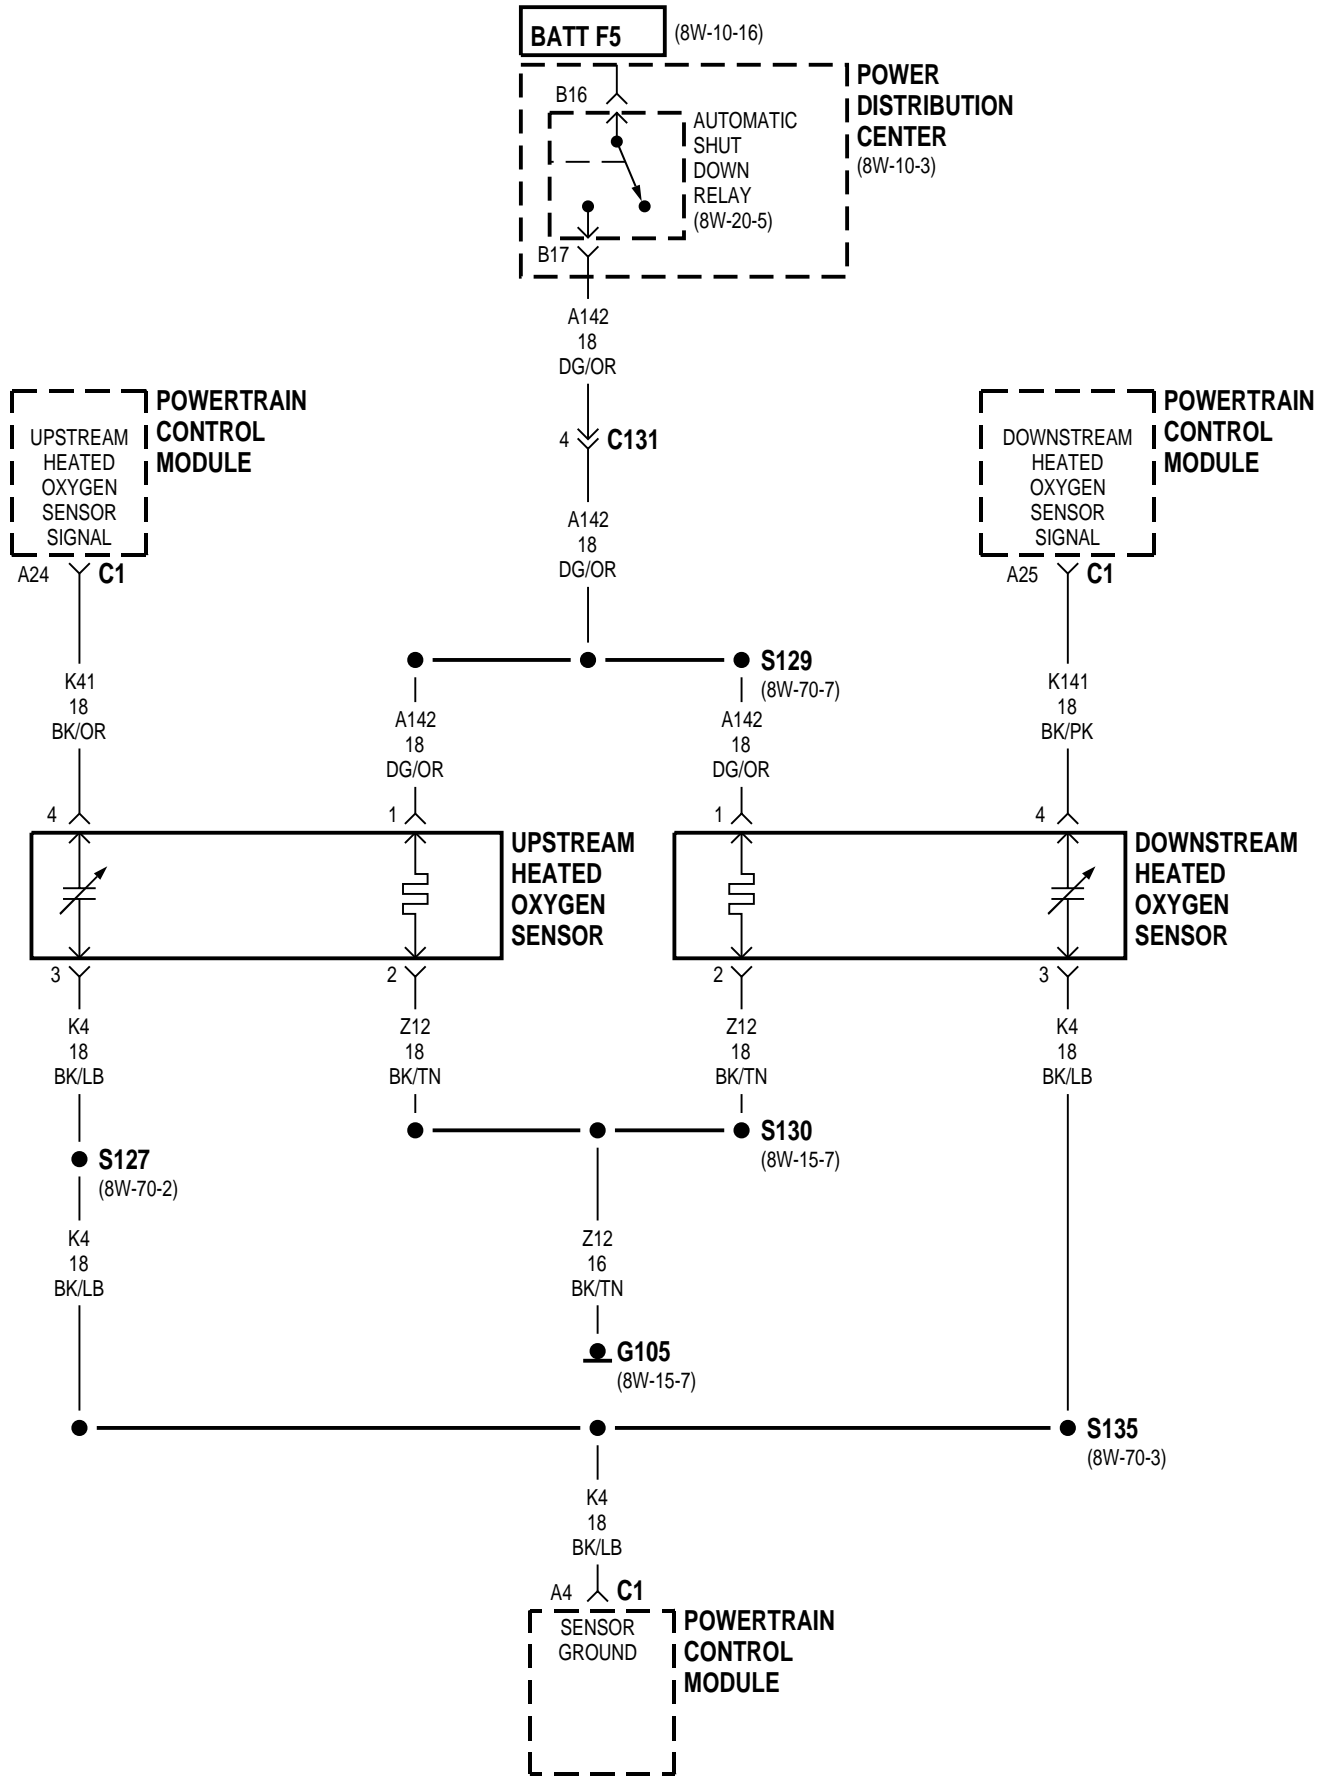 BATT F5
(8W-10-16)
POWER
DISTRIBUTION
CENTER
(8W-10-3)
B16
AUTOMATIC
SHUT
DOWN
RELAY
(8W-20-5)
B17
A142
18
DG/OR
4
C131
A142
18
DG/OR
POWERTRAIN
CONTROL
MODULE
UPSTREAM
HEATED
OXYGEN
SENSOR
SIGNAL
A24
C1
POWERTRAIN
CONTROL
MODULE
DOWNSTREAM
HEATED
OXYGEN
SENSOR
SIGNAL
A25
C1
S129
(8W-70-7)
K41
18
BK/OR
A142
18
DG/OR
A142
18
DG/OR
K141
18
BK/PK
4
1
1
4
UPSTREAM
HEATED
OXYGEN
SENSOR
DOWNSTREAM
HEATED
OXYGEN
SENSOR
3
2
2
3
K4
18
BK/LB
Z12
18
BK/TN
Z12
18
BK/TN
K4
18
BK/LB
S130
(8W-15-7)
S127
(8W-70-2)
K4
18
BK/LB
Z12
16
BK/TN
G105
(8W-15-7)
S135
(8W-70-3)
K4
18
BK/LB
A4
C1
SENSOR
GROUND
POWERTRAIN
CONTROL
MODULE